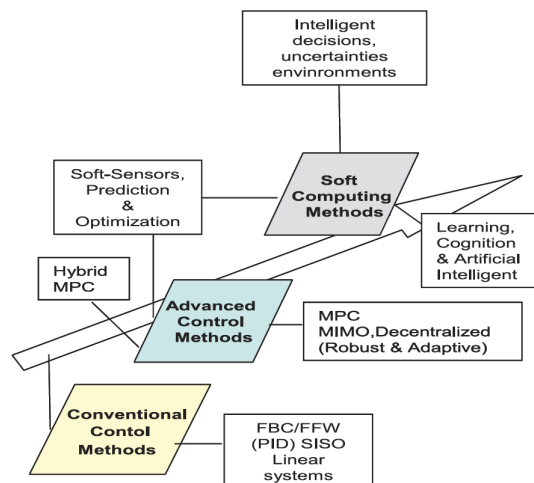 Intelligent
decisions,
uncertainties
envinronments
Soft
Computing
Methods
Soft-Sensors,
Prediction
&
Optimization
Learning,
Cognition
& Artificial
Intelligent
Hybrid
MPC
Advanced
Control
Methods
MPC
MIMO,Decentralized
(Robust & Adaptive)
Conventional
Contol
Methods
FBC/FFW
(PID) SISO
Linear
systems